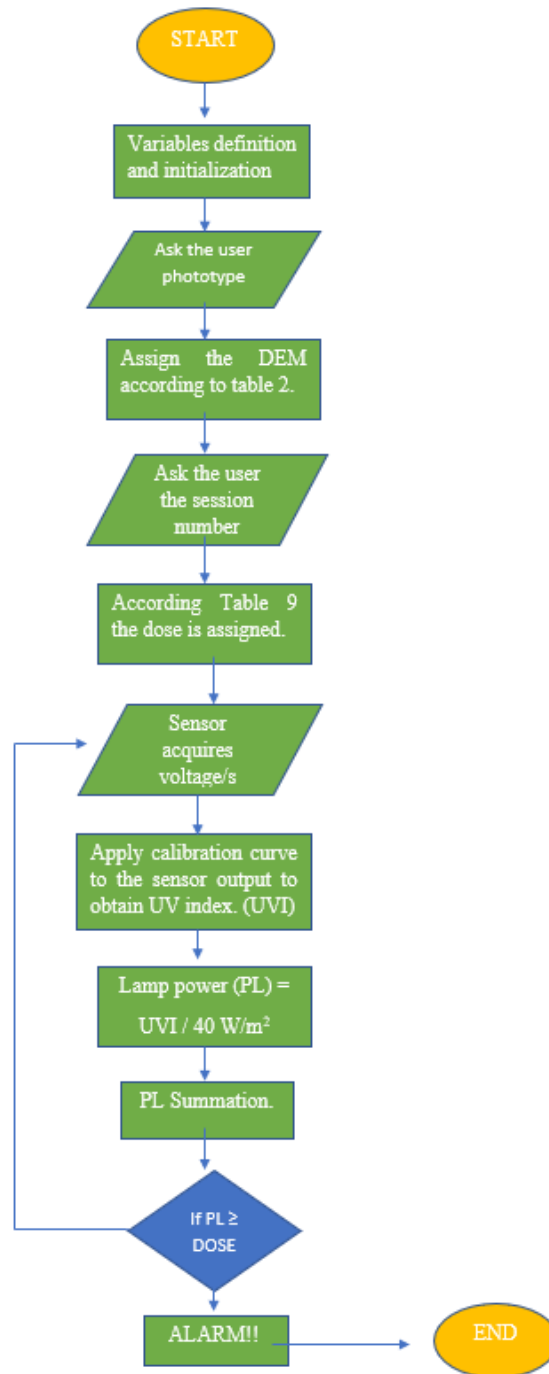 START
Variables definition
and initialization
Ask the user
phototype
Assign the DEM
according to table 2.
Ask the user
the session
number
According Table 9
the dose is assigned.
Sensor
acquires
voltage/s
Apply calibration curve
to the sensor output to
obtain UV index. (UVI)
Lamp power (PL) =
UVI / 40 W/m²
PL Summation.
If PL ≥
DOSE
ALARM!!
END